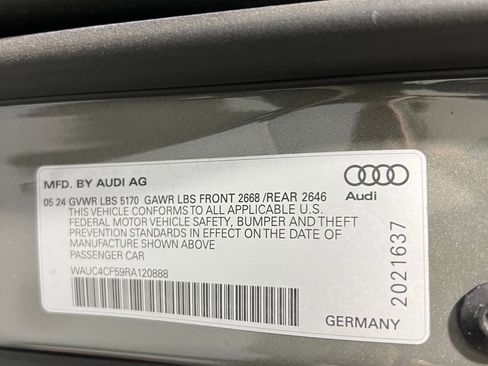 MFD. BY AUDI AG
Audi
05 24 GVWR LBS 5170 GAWR LBS FRONT 2668 /REAR 2646
THIS VEHICLE CONFORMS TO ALL APPLICABLE U.S.
FEDERAL MOTOR VEHICLE SAFETY, BUMPER AND THEFT
PREVENTION STANDARDS IN EFFECT ON THE DATE
OF MANUFACTURE SHOWN ABOVE
PASSENGER CAR
WAUC4CF59RA120888
2021637
GERMANY